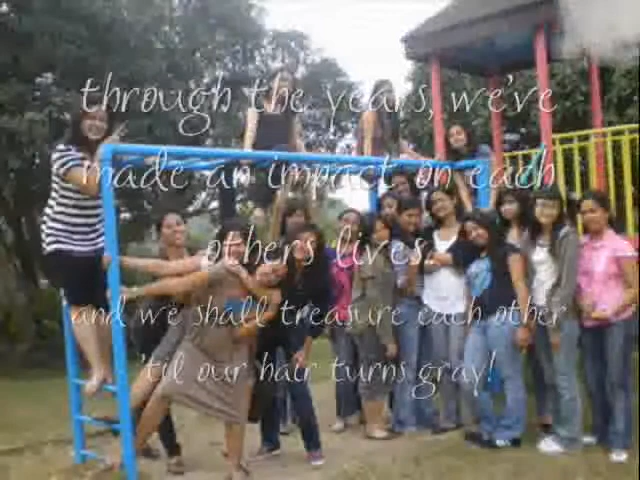 through the years, we've
made an impact on each
others lives.
and we shall treasure each other
'til our hair turns gray!